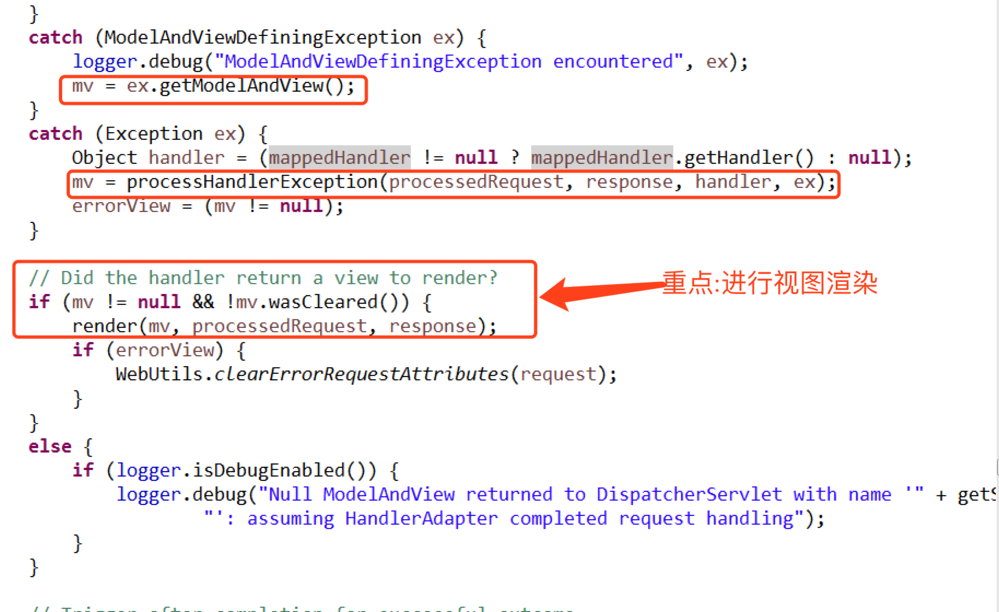 }
catch (ModelAndViewDefiningException ex) {
logger.debug("ModelAndViewDefiningException encountered", ex);
mv = ex.getModelAndView();
}
catch (Exception ex) {
Object handler = (mappedHandler != null ? mappedHandler.getHandler() : null);
mv = processHandlerException(processedRequest, response, handler, ex);
errorView = (mv != null);
}
// Did the handler return a view to render?
重点:进行视图渲染
if (mv != null && !mv.wasCleared()) {
render(mv, processedRequest, response);
if (errorView) {
WebUtils.clearErrorRequestAttributes(request);
}
}
else {
if (logger.isDebugEnabled()) {
logger.debug("Null ModelAndView returned to DispatcherServlet with name '" + get
"': assuming HandlerAdapter completed request handling");
}
}